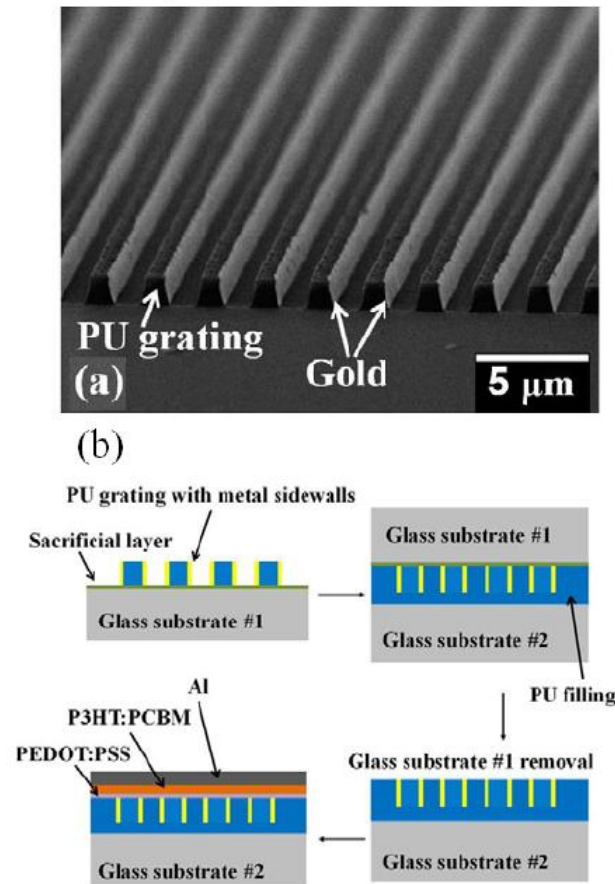 PU grating
(a)
Gold
5 µm
(b)
PU grating with metal sidewalls
Sacrificial layer
Glass substrate #1
Glass substrate #1
Glass substrate #2
PU filling
Al
P3HT:PCBM
PEDOT:PSS
Glass substrate #2
Glass substrate #1 removal
Glass substrate #2